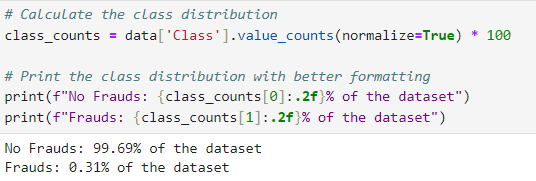 # Calculate the class distribution
class_counts = data['Class'].value_counts(normalize=True) * 100
# Print the class distribution with better formatting
print(f"No Frauds: {class_counts[0]:.2f}% of the dataset")
print(f"Frauds: {class_counts[1]:.2f}% of the dataset")
No Frauds: 99.69% of the dataset
Frauds: 0.31% of the dataset